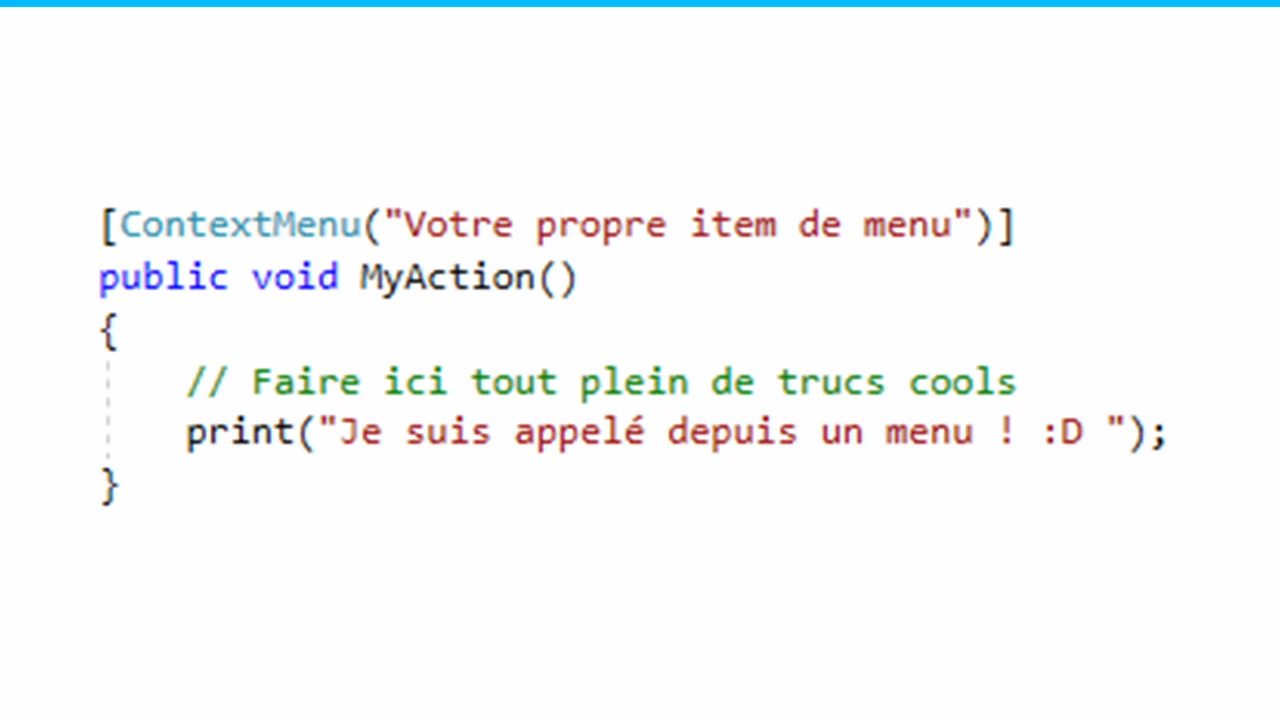 [ContextMenu("Votre propre item de menu")]
public void MyAction()
{
// Faire ici tout plein de trucs cools
print("Je suis appelé depuis un menu ! :D ");
}